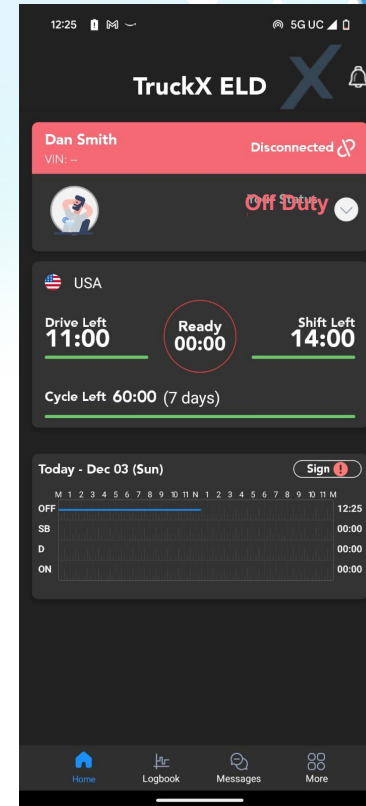 12:25 5G UC
TruckX ELD
Dan Smith
VIN: --
Disconnected
Your Status
Off Duty
USA
Drive Left
11:00
Ready
00:00
Shift Left
14:00
Cycle Left 60:00 (7 days)
Today - Dec 03 (Sun)
Sign
M 1 2 3 4 5 6 7 8 9 10 11 N 1 2 3 4 5 6 7 8 9 10 11 M
OFF 12:25
SB 00:00
D 00:00
ON 00:00
Home Logbook Messages More